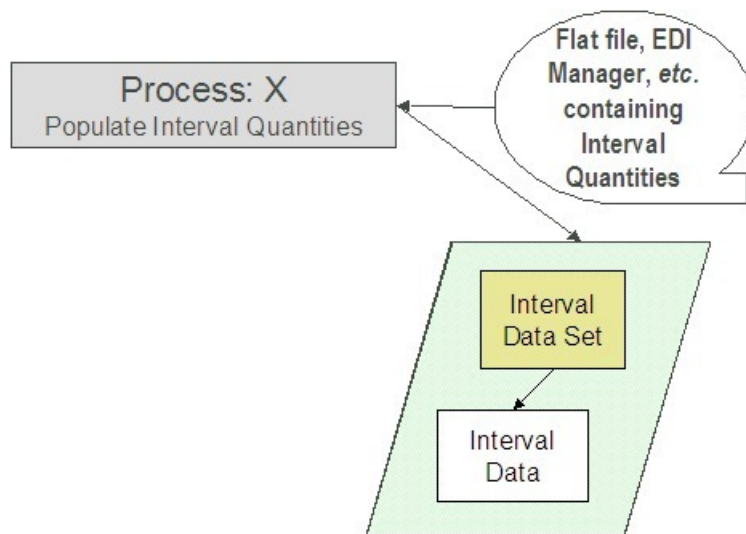 Process: X
Populate Interval Quantities
Flat file, EDI
Manager, etc.
containing
Interval
Quantities
Interval
Data Set
Interval
Data